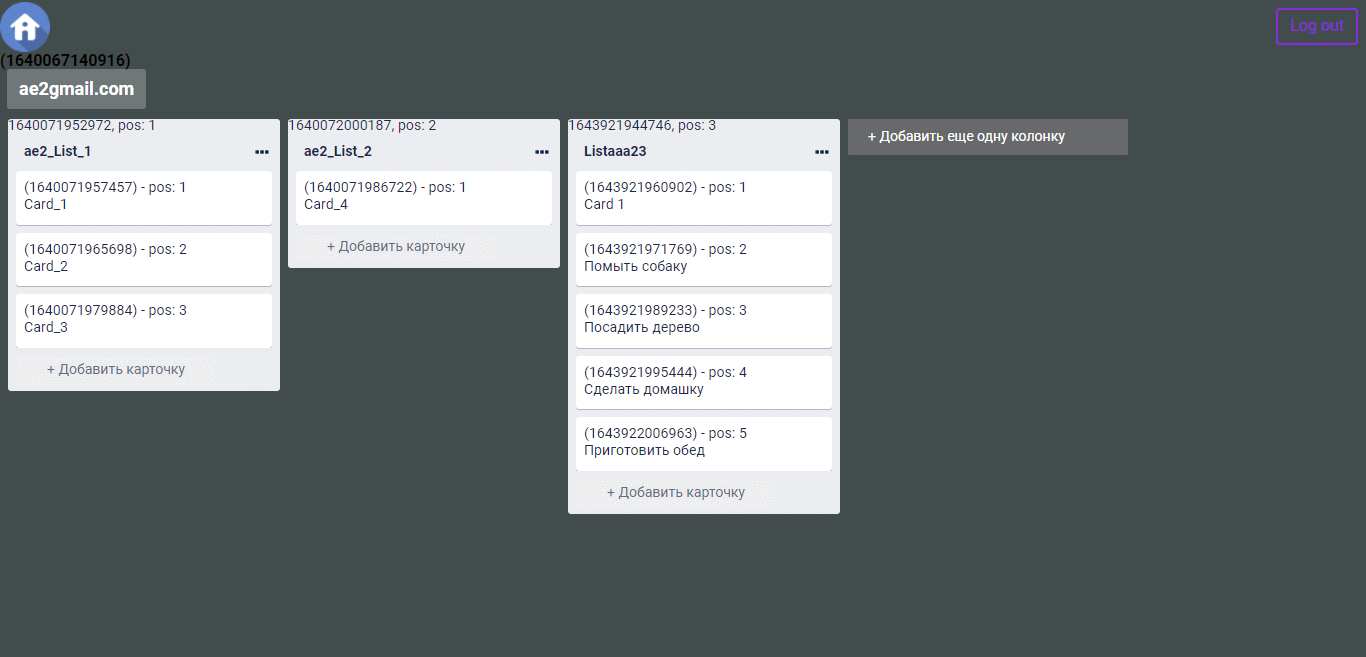 Log out
(1640067140916)
ae2gmail.com
1640071952972, pos: 1
ae2_List_1
(1640071957457) - pos: 1
Card_1
(1640071965698) - pos: 2
Card_2
(1640071979884) - pos: 3
Card_3
+ Добавить карточку
1640072000187, pos: 2
ae2_List_2
(1640071986722) - pos: 1
Card_4
+ Добавить карточку
1643921944746, pos: 3
Listaaa23
(1643921960902) - pos: 1
Card 1
(1643921971769) - pos: 2
Помыть собаку
(1643921989233) - pos: 3
Посадить дерево
(1643921995444) - pos: 4
Сделать домашку
(1643922006963) - pos: 5
Приготовить обед
+ Добавить карточку
+ Добавить еще одну колонку